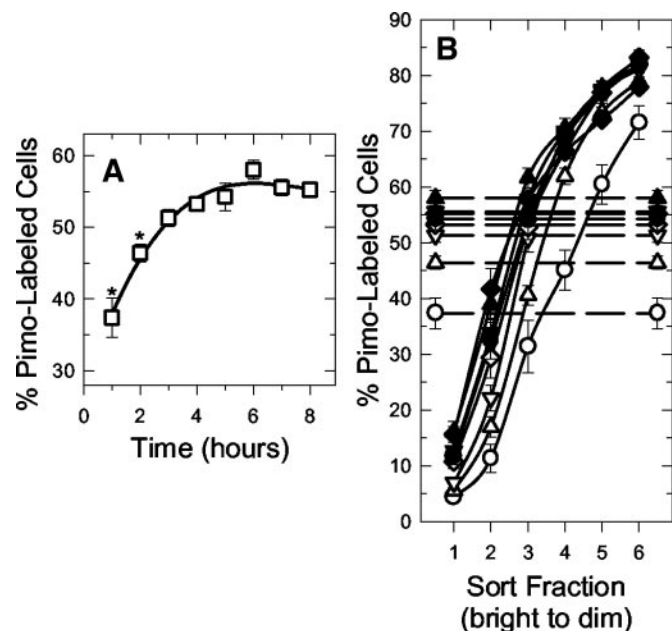 A
% Pimo-Labeled Cells
60
50
40
30
*
*
0 2 4 6 8
Time (hours)
B
% Pimo-Labeled Cells
90
80
70
60
50
40
30
20
10
0
1 2 3 4 5 6
Sort Fraction
(bright to dim)